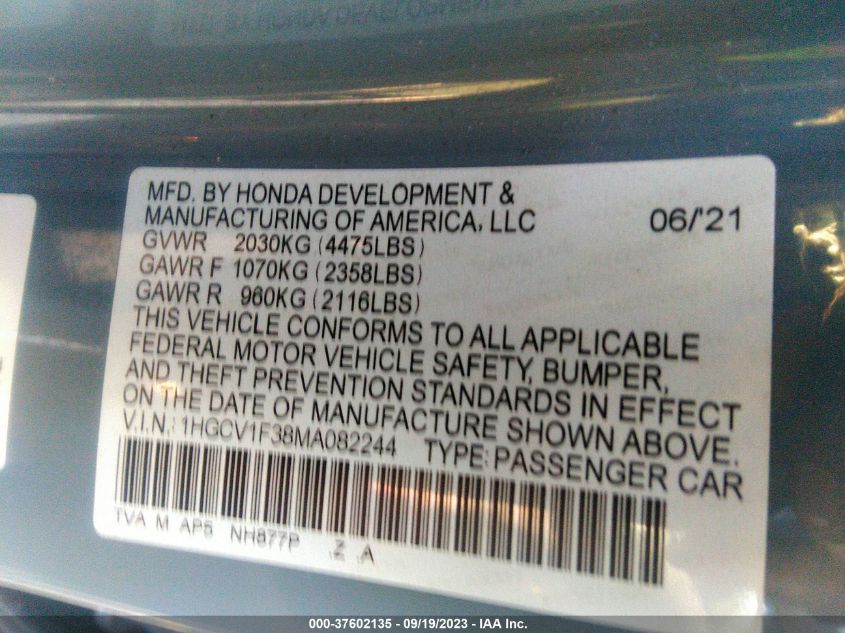 MFD. BY HONDA DEVELOPMENT &
MANUFACTURING OF AMERICA, LLC 06/'21
GVWR 2030KG (4475LBS)
GAWR F 1070KG (2358LBS)
GAWR R 960KG (2116LBS)
THIS VEHICLE CONFORMS TO ALL APPLICABLE
FEDERAL MOTOR VEHICLE SAFETY, BUMPER,
AND THEFT PREVENTION STANDARDS IN EFFECT
ON THE DATE OF MANUFACTURE SHOWN ABOVE.
V.I.N.: 1HGCV1F38MA082244 TYPE: PASSENGER CAR
TVA M AP5 NH877P Z A
000-37602135 - 09/19/2023 - IAA Inc.